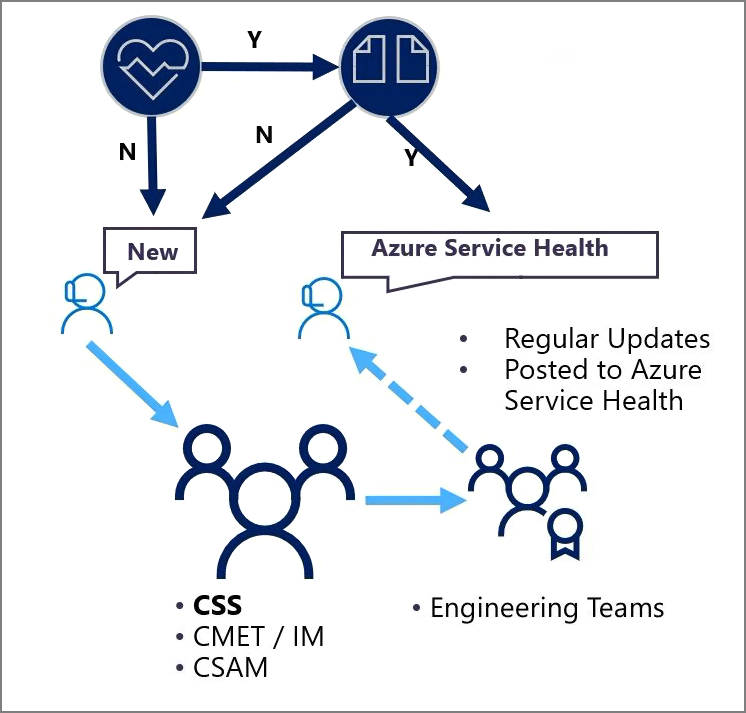 Y
N
N
Y
New
Azure Service Health
• Regular Updates
• Posted to Azure
Service Health
• CSS
• CMET / IM
• CSAM
• Engineering Teams